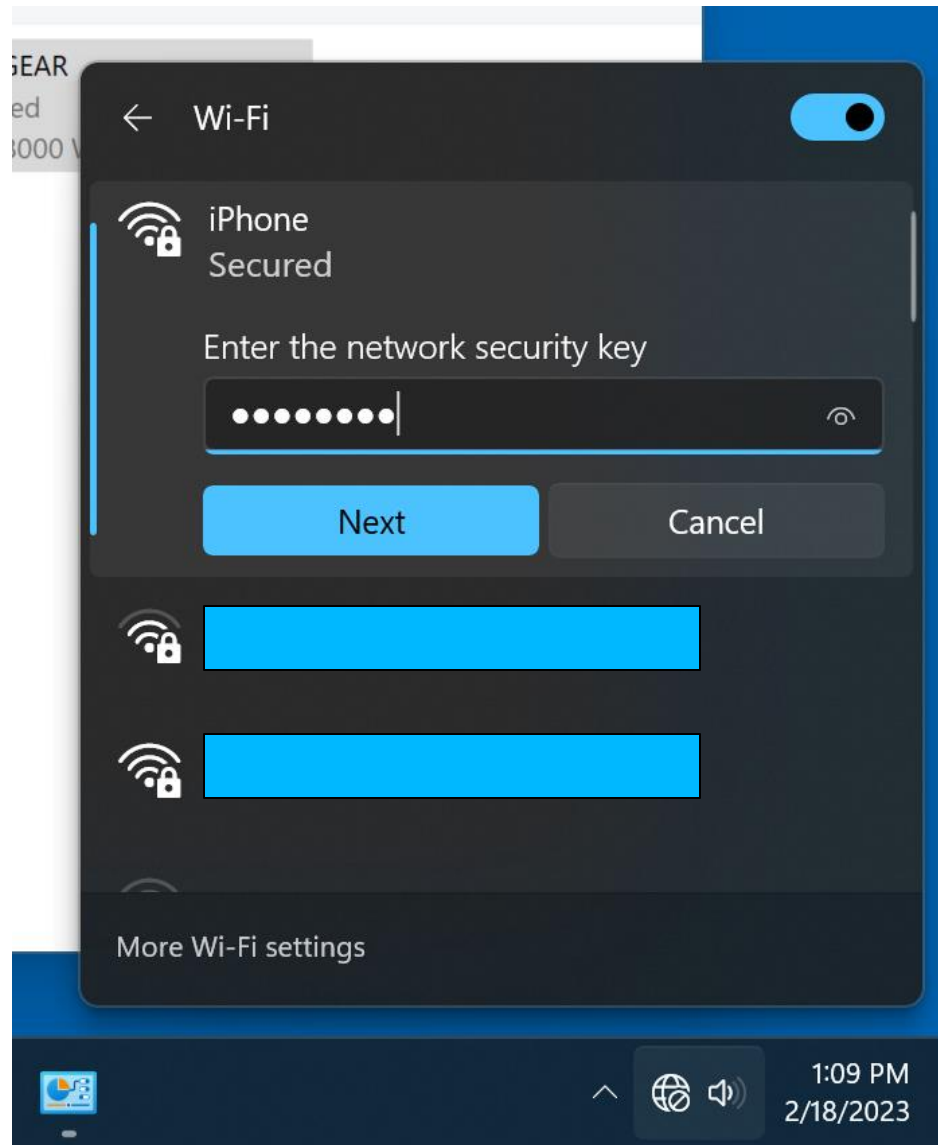 GEAR
ed
3000
Wi-Fi
iPhone
Secured
Enter the network security key
Next
Cancel
More Wi-Fi settings
1:09 PM
2/18/2023